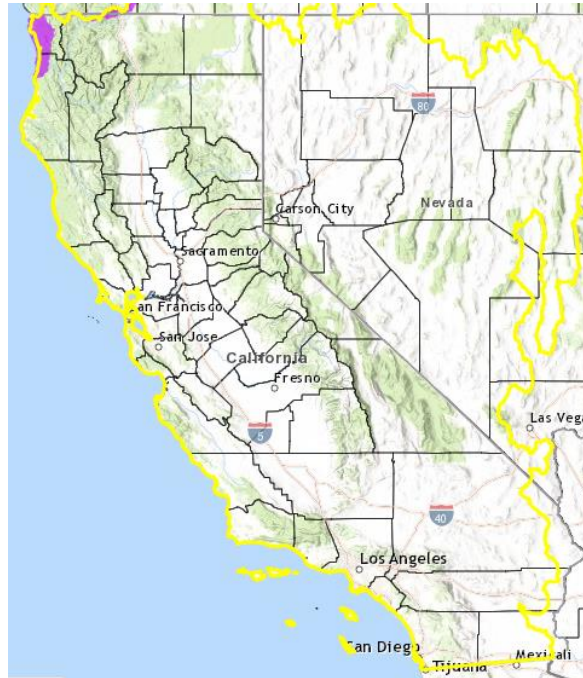 80
Nevada
Carson City
Sacramento
an Francisco
San Jose
California
Fresno
Las Vega
5
40
Los Angeles
San Diego
Mexicali
Tijuana